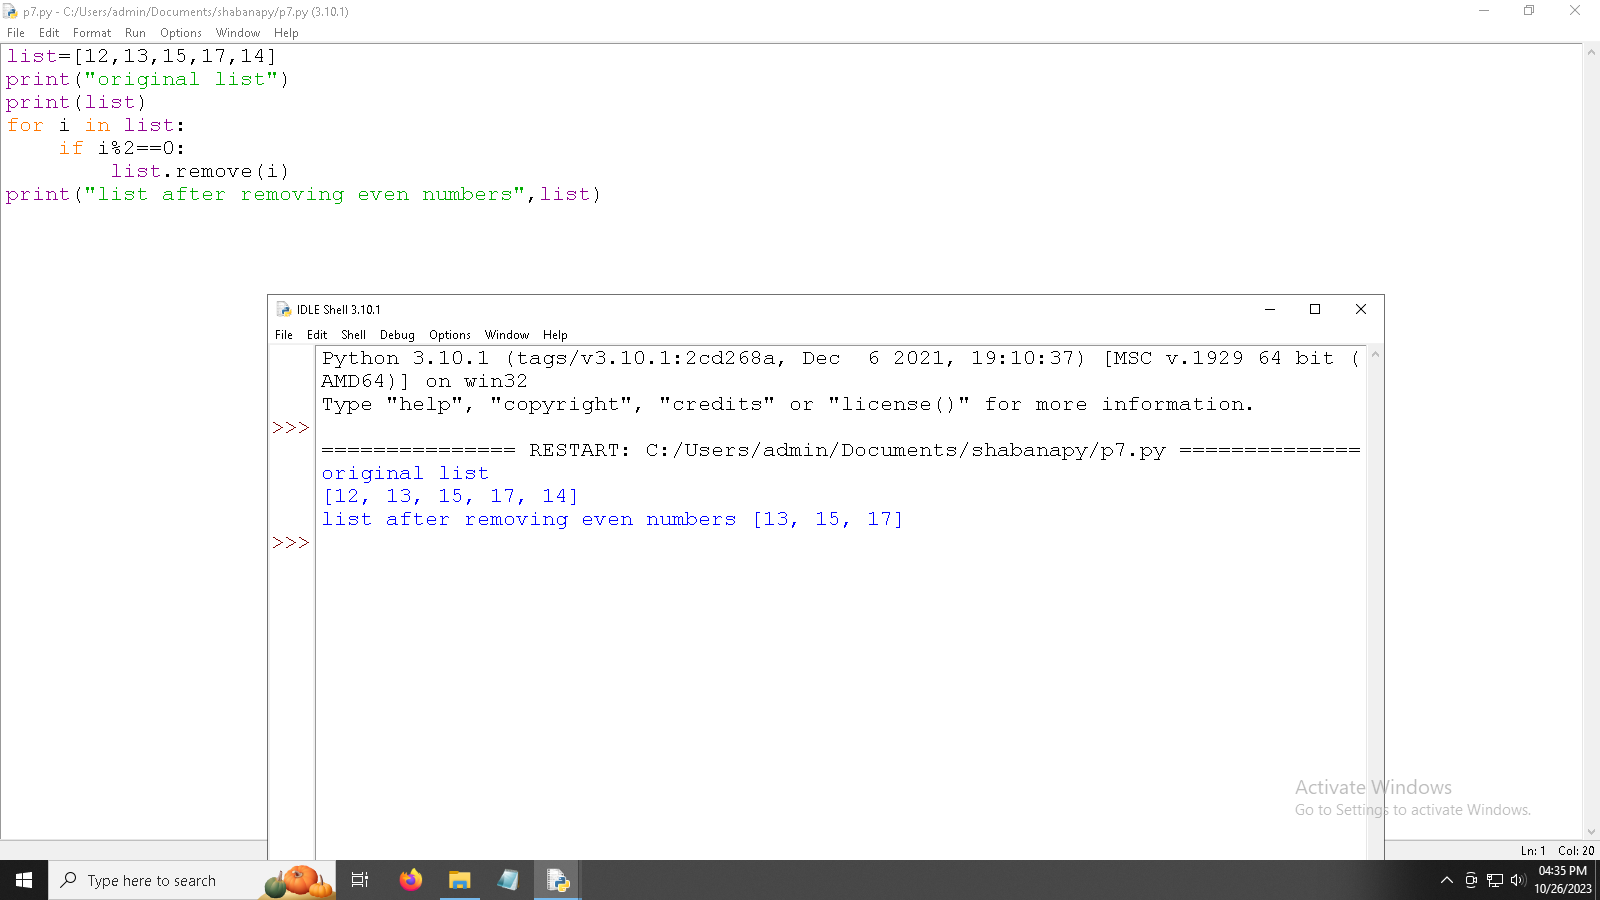 p7.py - C:/Users/admin/Documents/shabanapy/p7.py (3.10.1)
File Edit Format Run Options Window Help
list=[12,13,15,17,14]
print("original list")
print(list)
for i in list:
    if i%2==0:
        list.remove(i)
print("list after removing even numbers",list)
IDLE Shell 3.10.1
File Edit Shell Debug Options Window Help
Python 3.10.1 (tags/v3.10.1:2cd268a, Dec  6 2021, 19:10:37) [MSC v.1929 64 bit (
AMD64)] on win32
Type "help", "copyright", "credits" or "license()" for more information.
>>>
=============== RESTART: C:/Users/admin/Documents/shabanapy/p7.py ==============
original list
[12, 13, 15, 17, 14]
list after removing even numbers [13, 15, 17]
>>>
Activate Windows
Go to Settings to activate Windows.
Ln: 1 Col: 20
Type here to search
04:35 PM
10/26/2023